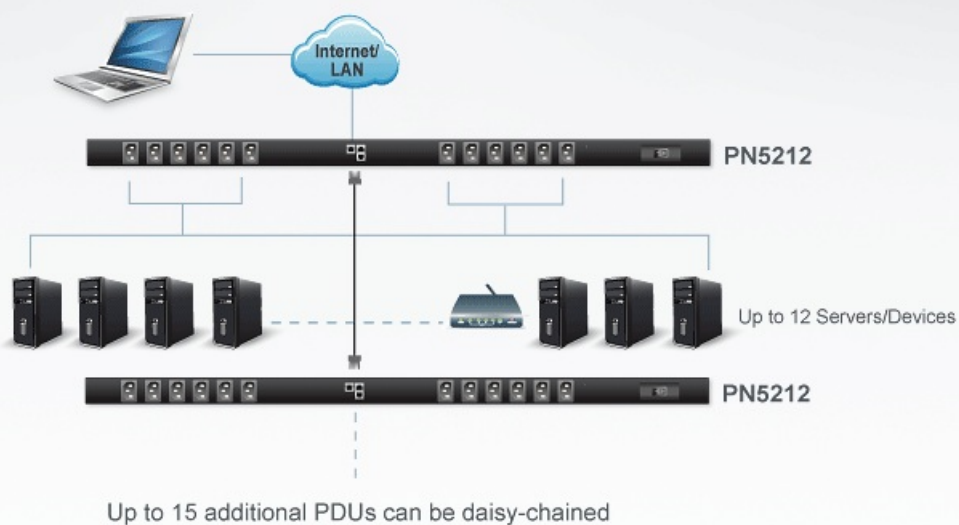 Internet/
LAN
PN5212
Up to 12 Servers/Devices
PN5212
Up to 15 additional PDUs can be daisy-chained